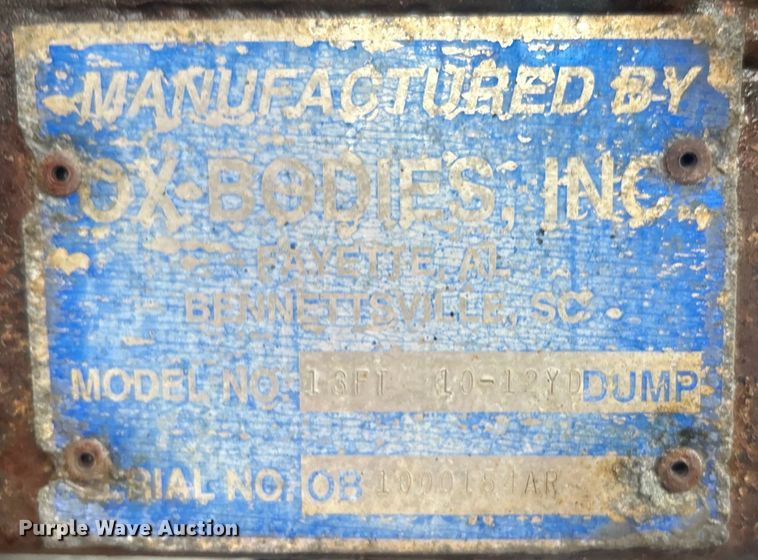 MANUFACTURED BY
OX-BODIES, INC.
FAYETTE, AL
BENNETTSVILLE, SC
MODEL NO. 13FT 10-12YD DUMP
SERIAL NO. OB
Purple Wave Auction